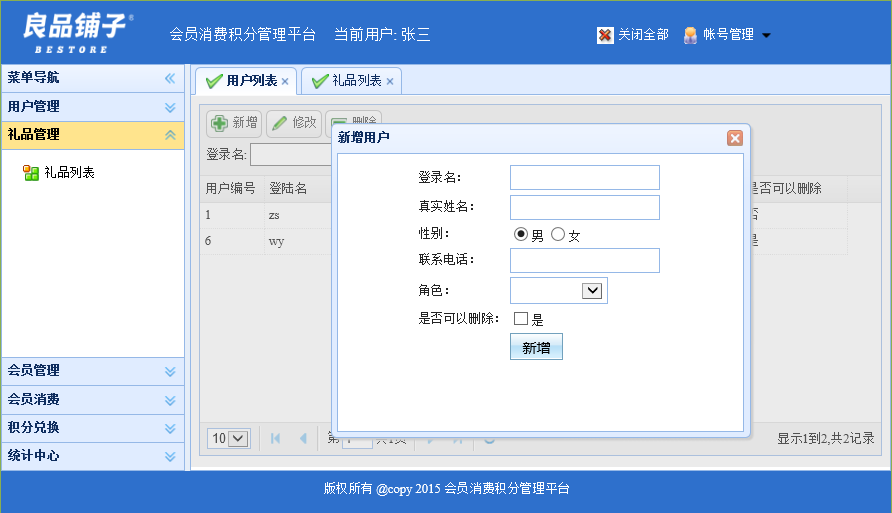 良品铺子®
BESTORE
会员消费积分管理平台 当前用户: 张三
关闭全部 帐号管理
菜单导航
用户管理
礼品管理
礼品列表
会员管理
会员消费
积分兑换
统计中心
用户列表 礼品列表
新增 修改 删除
登录名:
用户编号 登陆名 是否可以删除
1 zs 否
6 wy 是
新增用户
登录名:
真实姓名:
性别: 男 女
联系电话:
角色:
是否可以删除: 是
新增
10 第 1 共1页 显示1到2,共2记录
版权所有 @copy 2015 会员消费积分管理平台